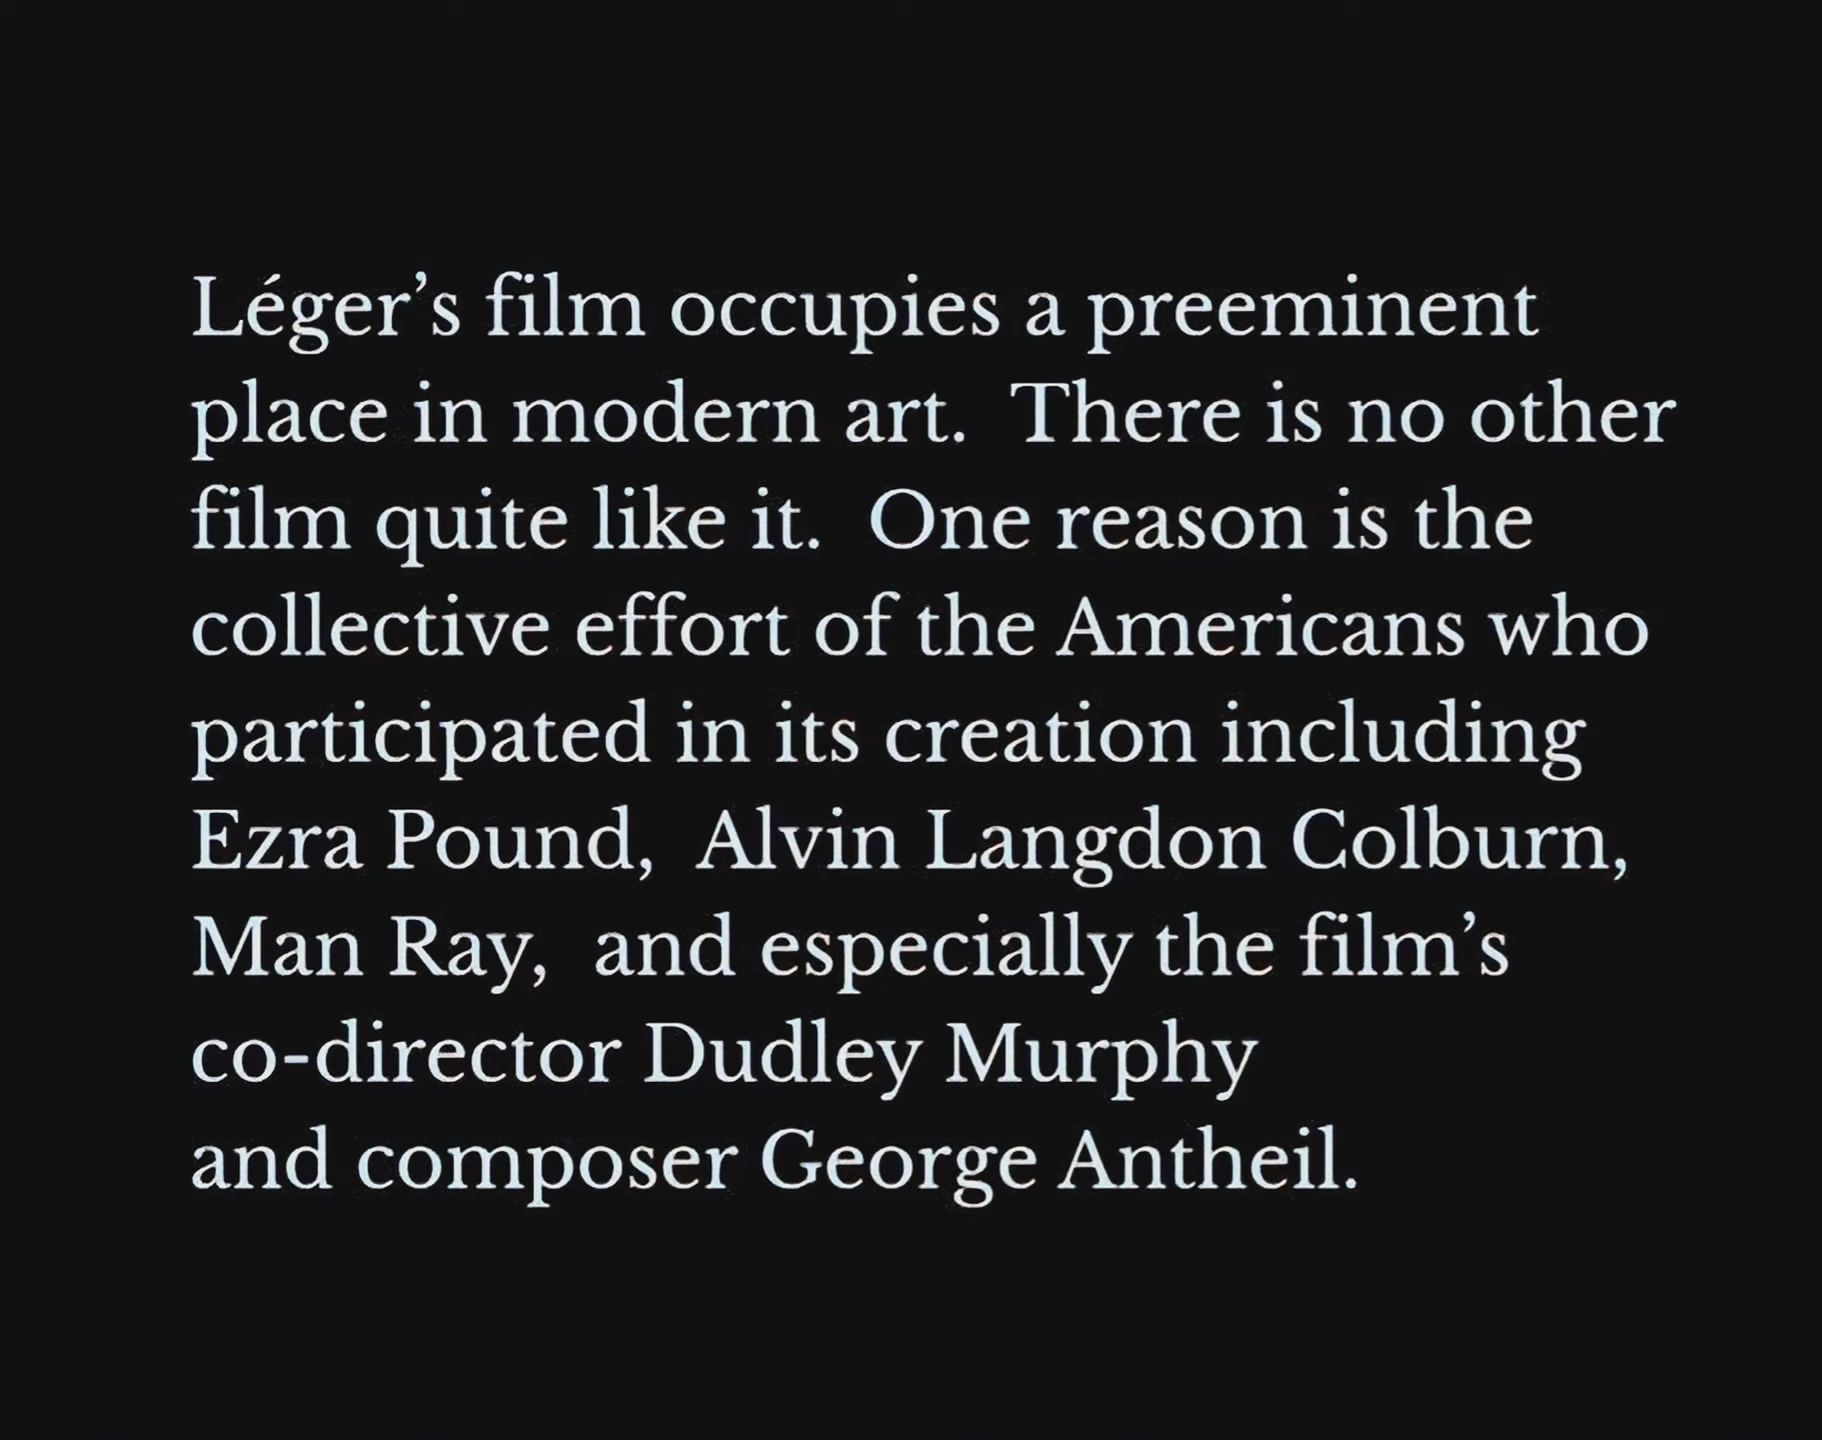 Léger’s film occupies a preeminent
place in modern art.  There is no other
film quite like it.  One reason is the
collective effort of the Americans who
participated in its creation including
Ezra Pound,  Alvin Langdon Colburn,
Man Ray,  and especially the film’s
co-director Dudley Murphy
and composer George Antheil.